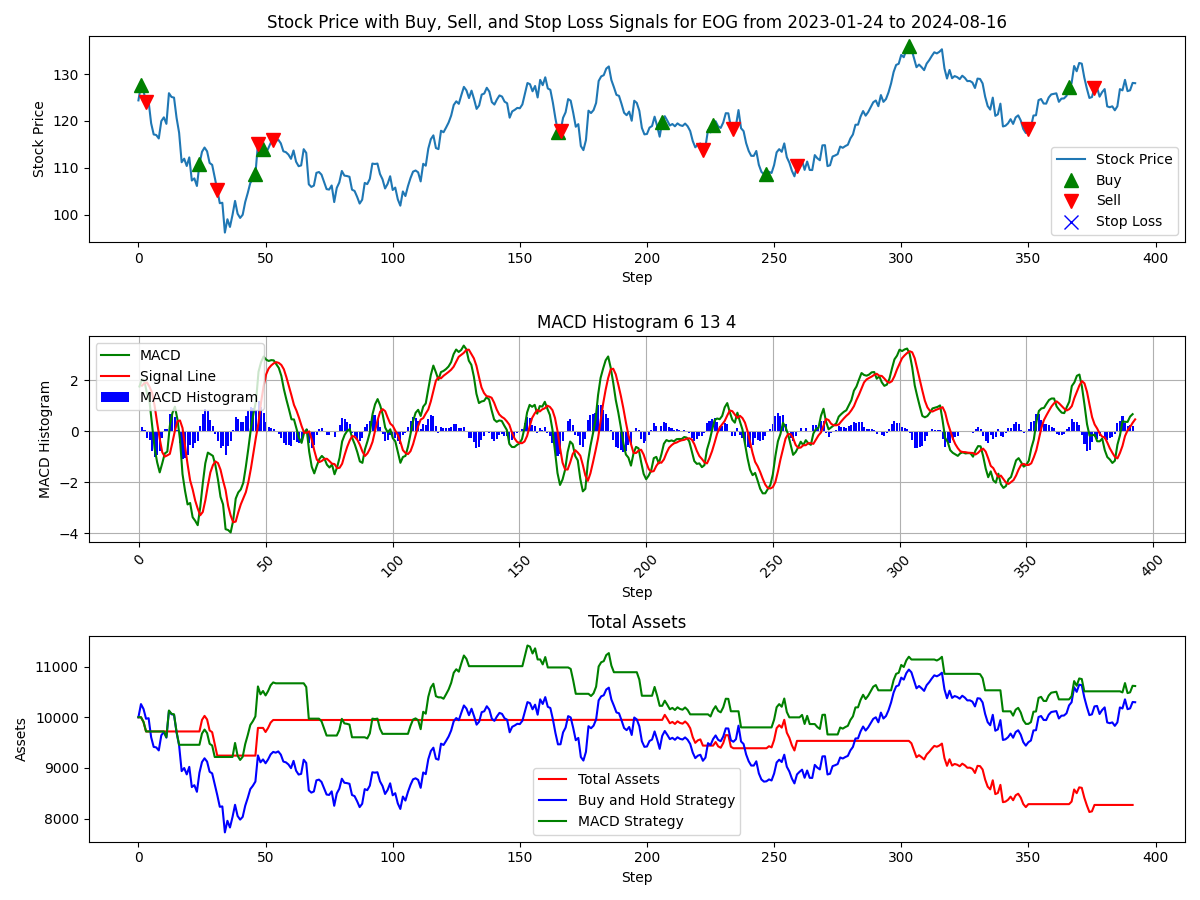 Stock Price with Buy, Sell, and Stop Loss Signals for EOG from 2023-01-24 to 2024-08-16
Stock Price
130
120
110
100
Stock Price
Buy
Sell
Stop Loss
0 50 100 150 200 250 300 350 400
Step
MACD Histogram 6 13 4
MACD Histogram
2
0
−2
−4
MACD
Signal Line
MACD Histogram
0 50 100 150 200 250 300 350 400
Step
Total Assets
Assets
11000
10000
9000
8000
Total Assets
Buy and Hold Strategy
MACD Strategy
0 50 100 150 200 250 300 350 400
Step